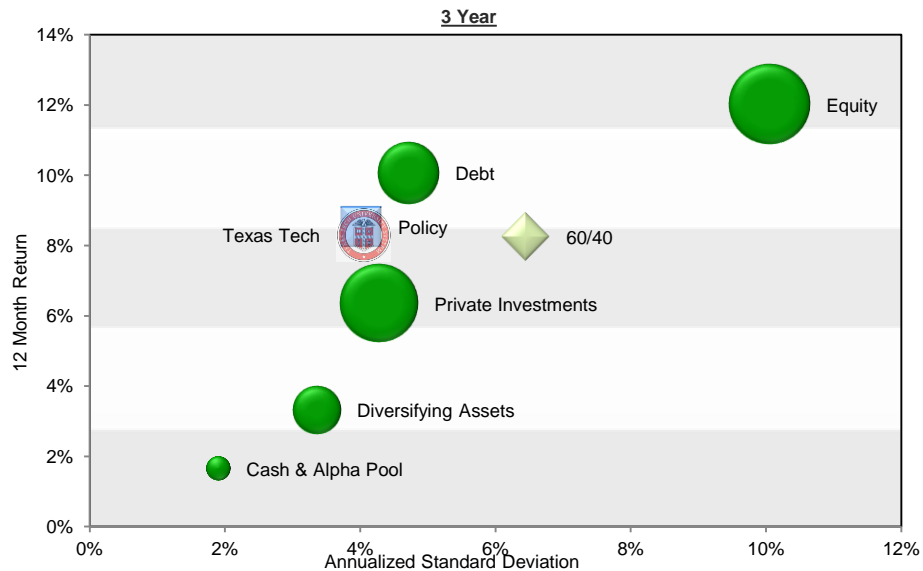 3 Year
14%
12%
10%
8%
6%
4%
2%
0%
12 Month Return
Equity
Debt
Texas Tech
Policy
60/40
Private Investments
Diversifying Assets
Cash & Alpha Pool
0% 2% 4% 6% 8% 10% 12%
Annualized Standard Deviation